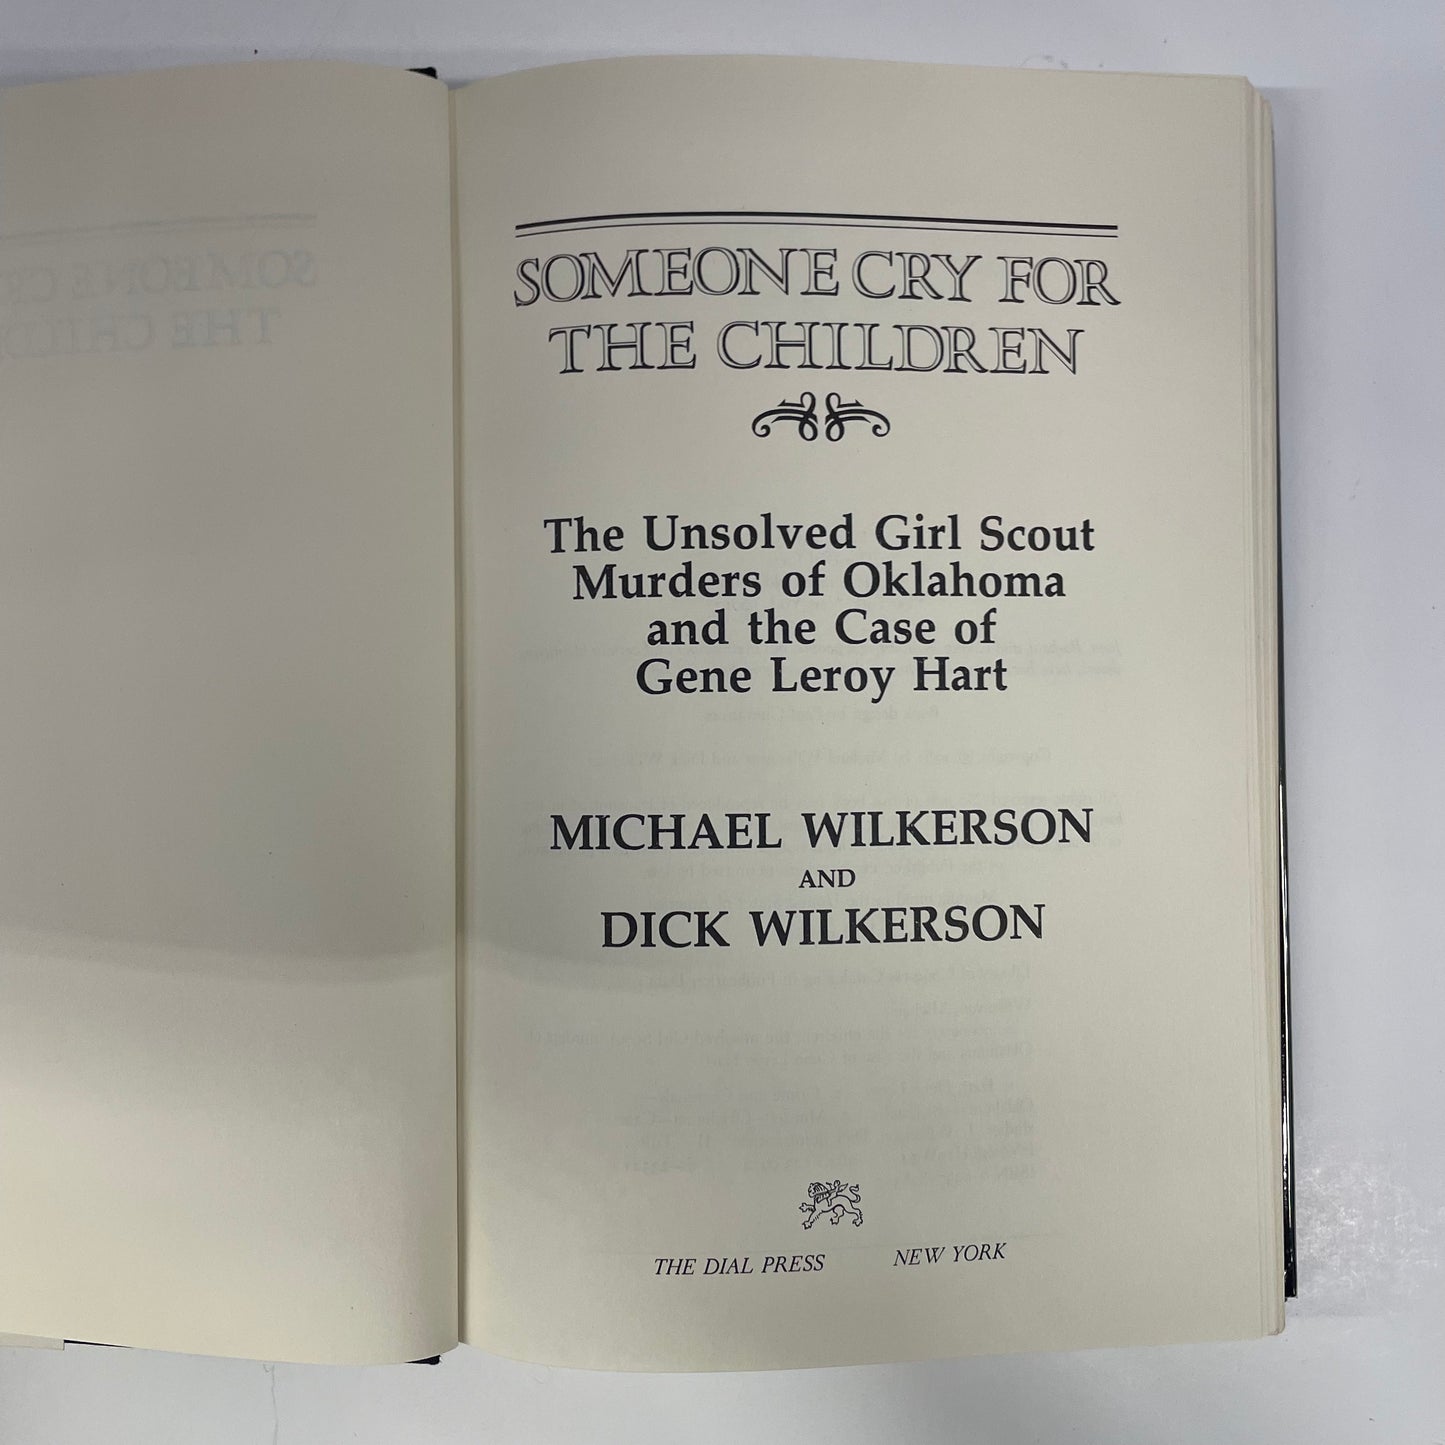 SOMEONE CRY FOR
THE CHILDREN
The Unsolved Girl Scout
Murders of Oklahoma
and the Case of
Gene Leroy Hart
MICHAEL WILKERSON
AND
DICK WILKERSON
THE DIAL PRESS NEW YORK